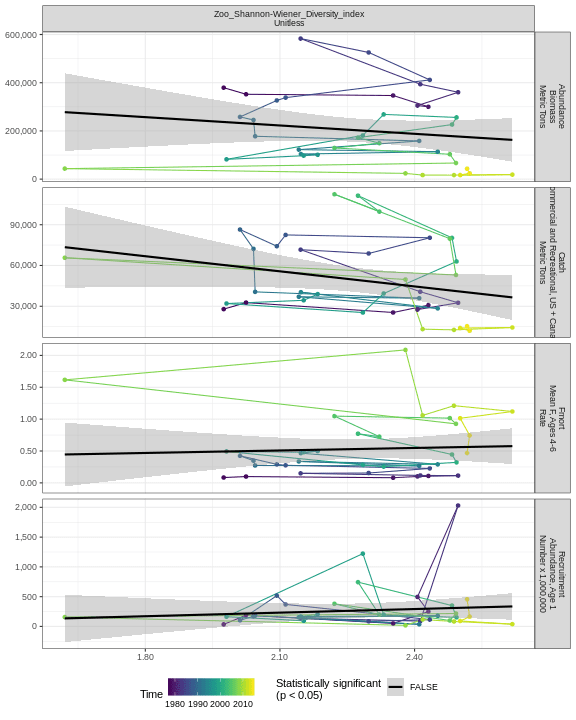 Zoo_Shannon-Wiener_Diversity_index
Unitless
600,000
400,000
200,000
0
Abundance
Biomass
Metric Tons
90,000
60,000
30,000
Catch
and Recreational, US +
Metric Tons
2.00
1.50
1.00
0.50
0.00
Fmort
Mean F, Ages 4-6
Rate
2,000
1,500
1,000
500
0
Recruitment
Abundance, Age 1
Number x 1,000,000
1.80
2.10
2.40
Time
1980 1990 2000 2010
Statistically significant
(p < 0.05)
FALSE